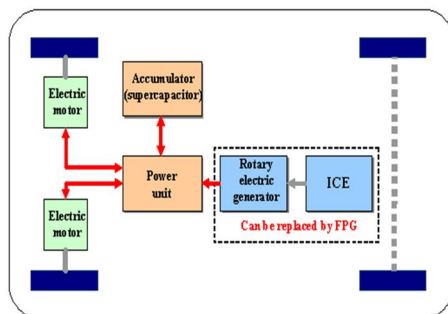 Electric
motor
Accumulator
(supercapacitor)
Power
unit
Rotary
electric
generator
ICE
Can be replaced by FPG
Electric
motor